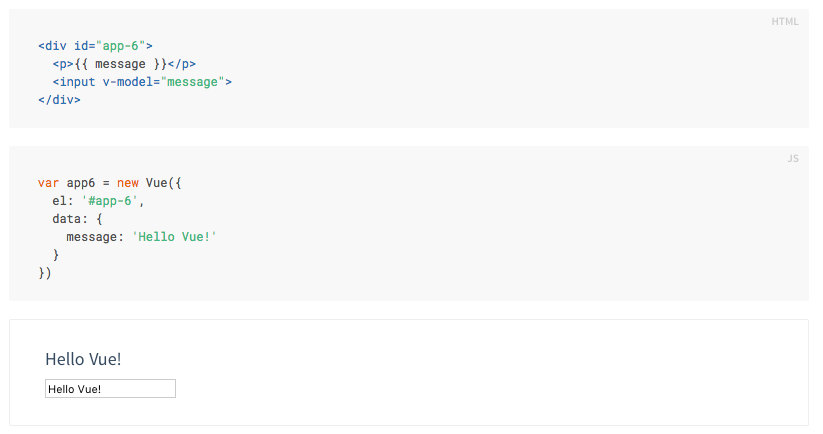 HTML
<div id="app-6">
  <p>{{ message }}</p>
  <input v-model="message">
</div>
JS
var app6 = new Vue({
  el: '#app-6',
  data: {
    message: 'Hello Vue!'
  }
})
Hello Vue!
Hello Vue!